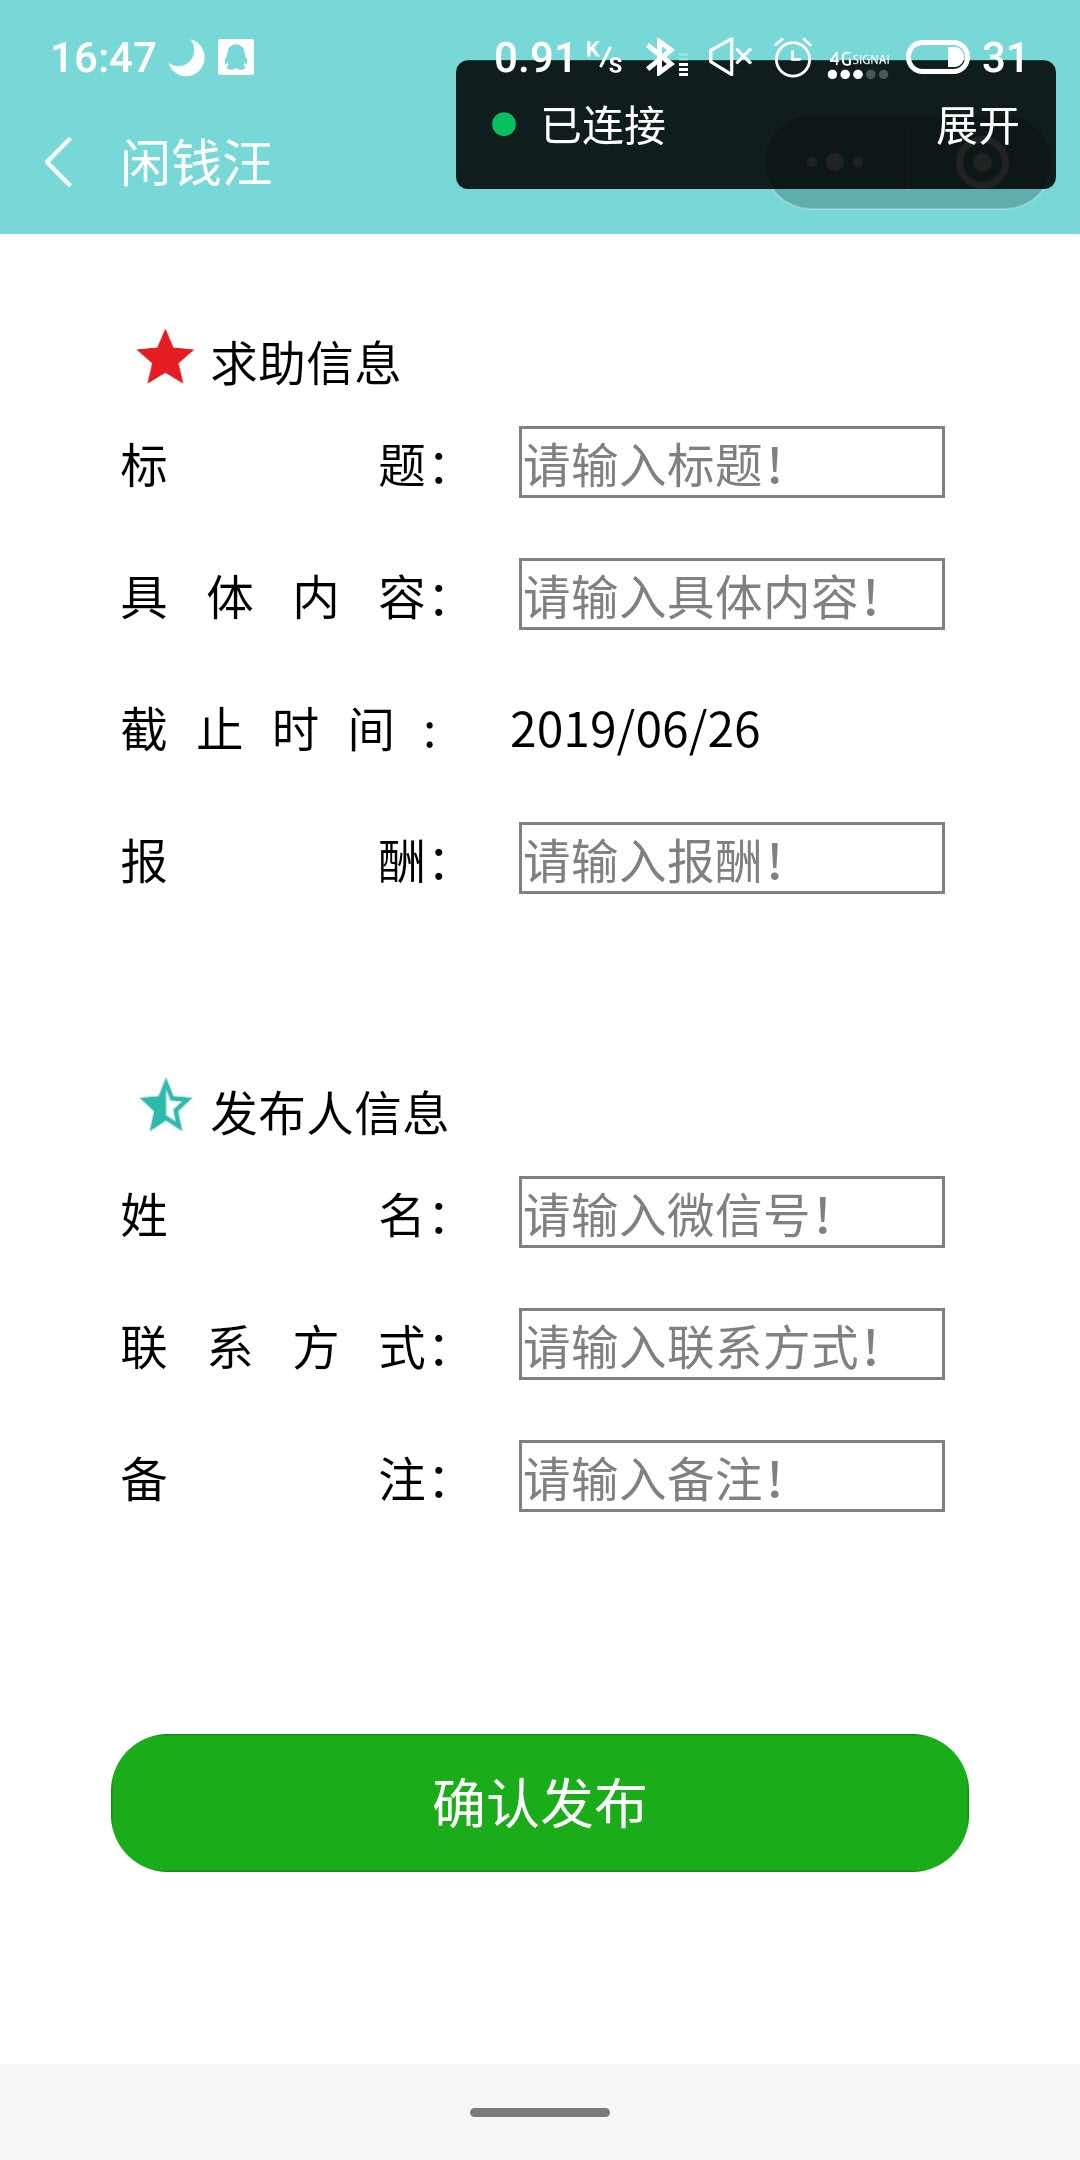 16:47 0.91 K/s 4G SIGNAL 31
已连接 展开
闲钱汪
求助信息
标题： 请输入标题！
具体内容： 请输入具体内容！
截止时间： 2019/06/26
报酬： 请输入报酬！
发布人信息
姓名： 请输入微信号！
联系方式： 请输入联系方式！
备注： 请输入备注！
确认发布